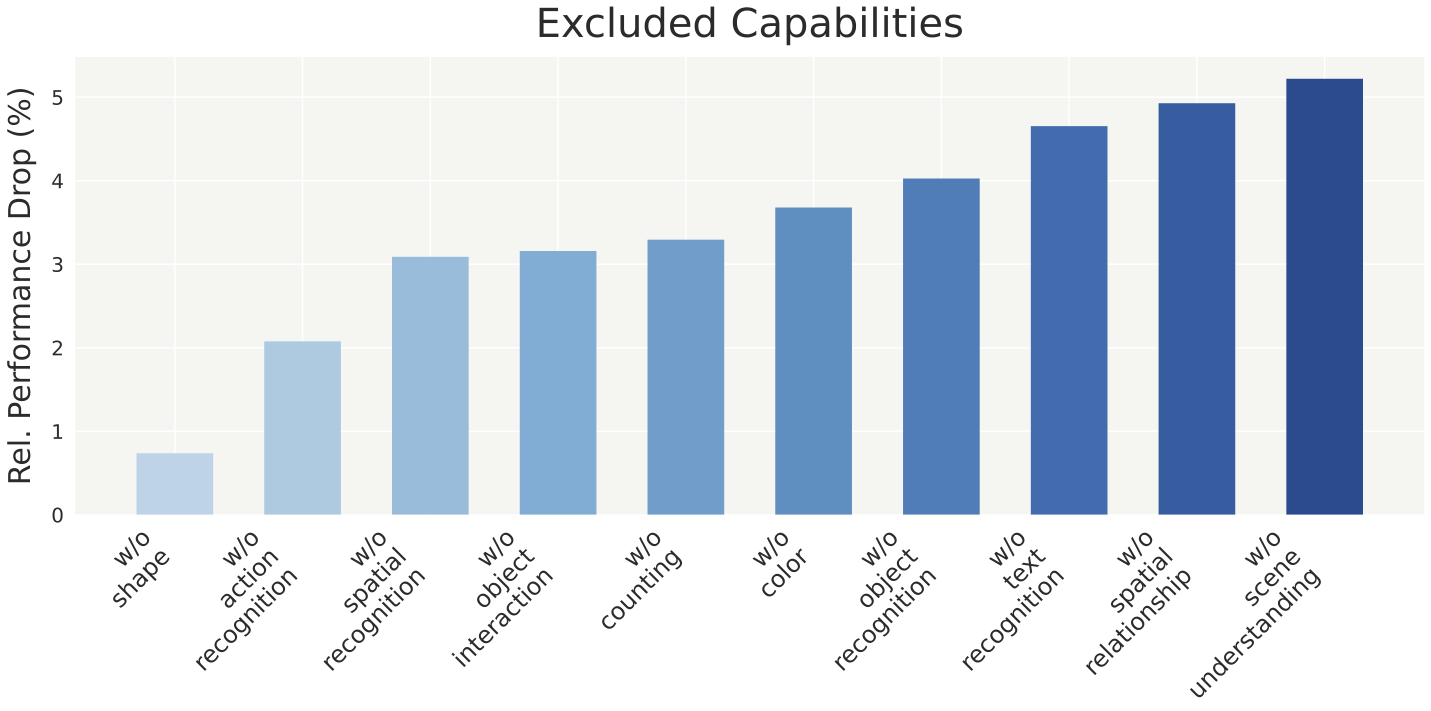 Excluded Capabilities
Rel. Performance Drop (%)
5
4
3
2
1
0
w/o
shape
w/o
action
recognition
w/o
spatial
recognition
w/o
object
interaction
w/o
counting
w/o
color
w/o
object
recognition
w/o
text
recognition
w/o
spatial
relationship
w/o
scene
understanding